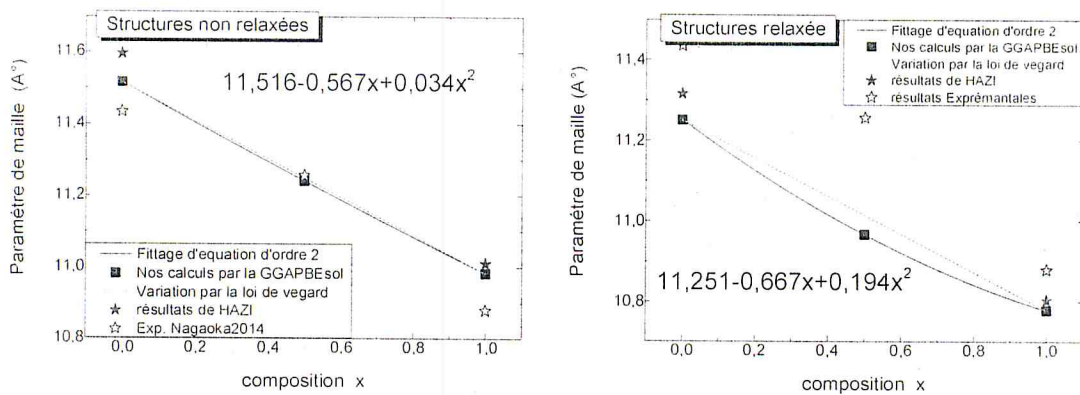 Structures non relaxées
11,6
11,4
11,2
11,0
10,8
Paramétre de maille (A°)
11,516-0,567x+0,034x²
Fittage d'equation d'ordre 2
Nos calculs par la GGAPBEsol
Variation par la loi de vegard
résultats de HAZI
Exp. Nagaoka2014
0,0 0,2 0,4 0,6 0,8 1,0
composition x
Structures relaxée
11,4
11,2
11,0
10,8
Paramétre de maille (A°)
Fittage d'equation d'ordre 2
Nos calculs par la GGAPBEsol
Variation par la loi de vegard
résultats de HAZI
résultats Exprémantales
11,251-0,667x+0,194x²
0,0 0,2 0,4 0,6 0,8 1,0
composition x